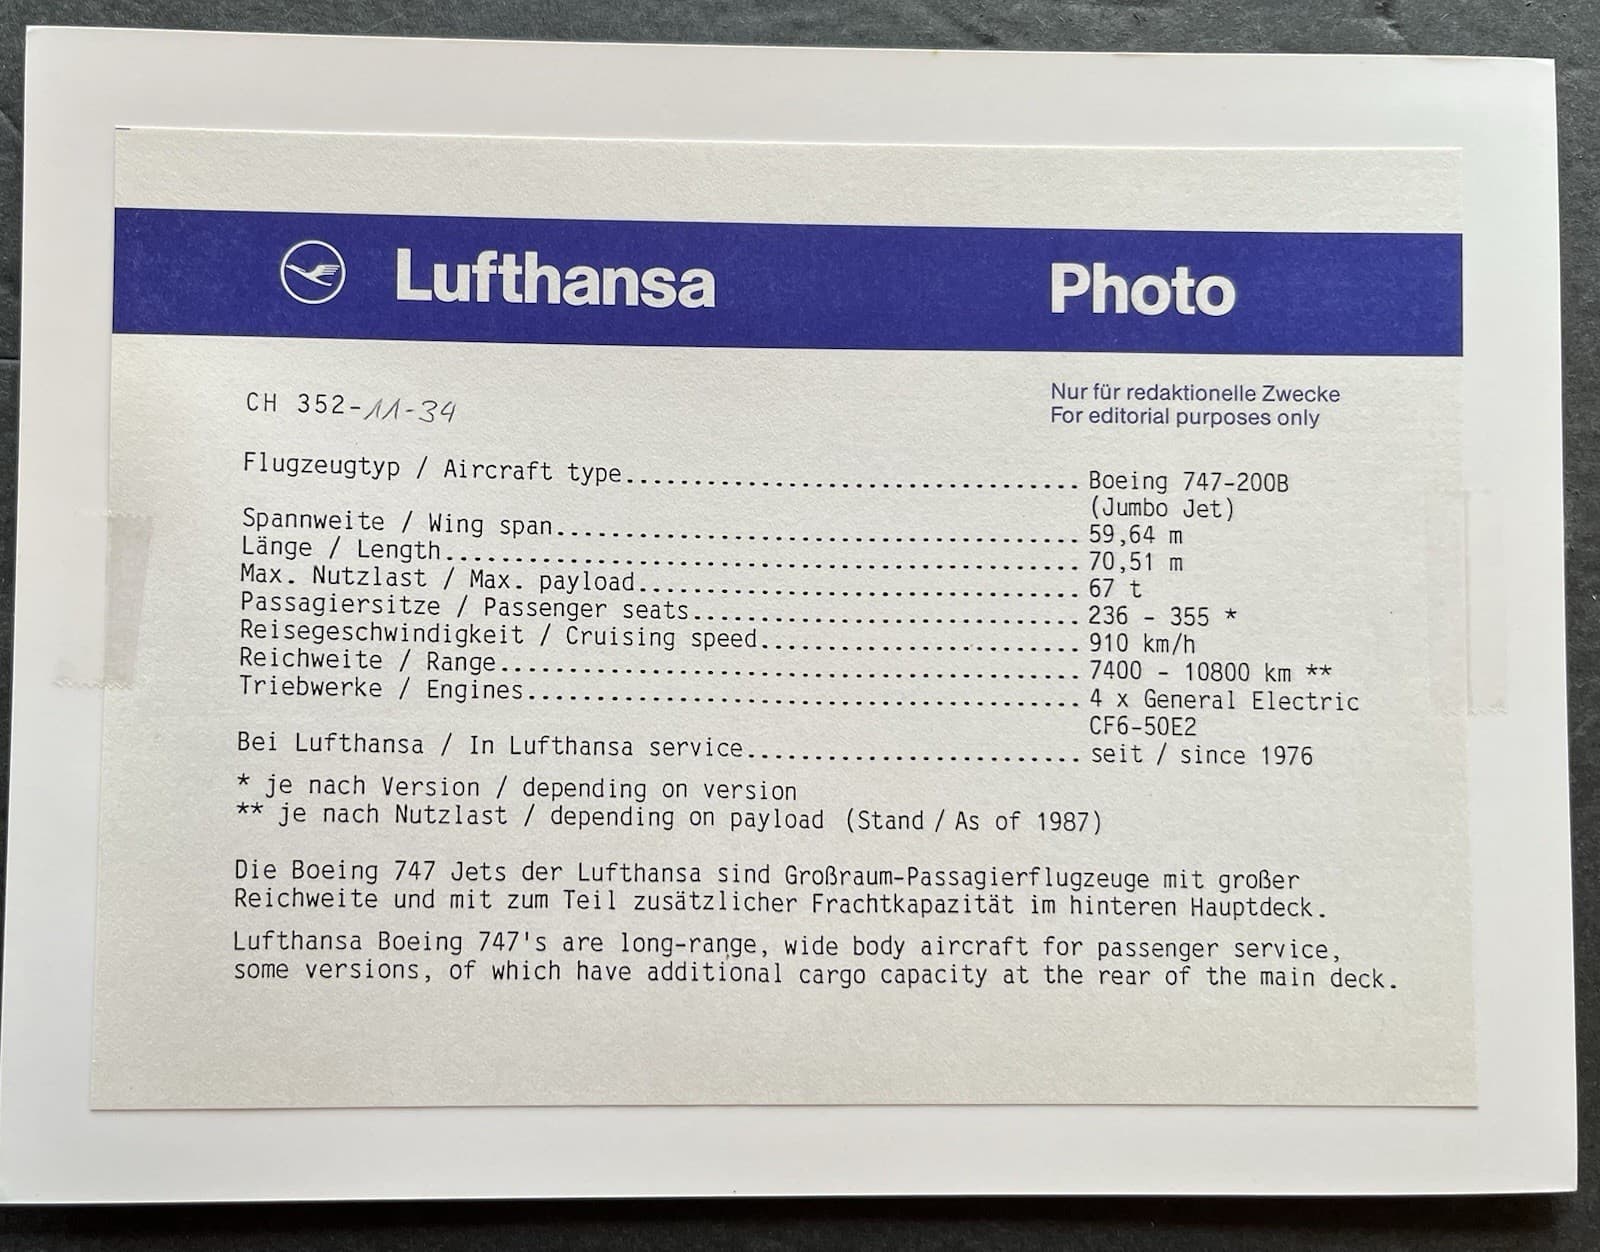 Lufthansa Photo
CH 352-11-34
Nur für redaktionelle Zwecke
For editorial purposes only
Flugzeugtyp / Aircraft type.................................. Boeing 747-200B
(Jumbo Jet)
Spannweite / Wing span....................................... 59,64 m
Länge / Length............................................... 70,51 m
Max. Nutzlast / Max. payload................................. 67 t
Passagiersitze / Passenger seats............................. 236 - 355 *
Reisegeschwindigkeit / Cruising speed........................ 910 km/h
Reichweite / Range........................................... 7400 - 10800 km **
Triebwerke / Engines......................................... 4 x General Electric
CF6-50E2
Bei Lufthansa / In Lufthansa service......................... seit / since 1976
* je nach Version / depending on version
** je nach Nutzlast / depending on payload (Stand / As of 1987)
Die Boeing 747 Jets der Lufthansa sind Großraum-Passagierflugzeuge mit großer
Reichweite und mit zum Teil zusätzlicher Frachtkapazität im hinteren Hauptdeck.
Lufthansa Boeing 747's are long-range, wide body aircraft for passenger service,
some versions, of which have additional cargo capacity at the rear of the main deck.